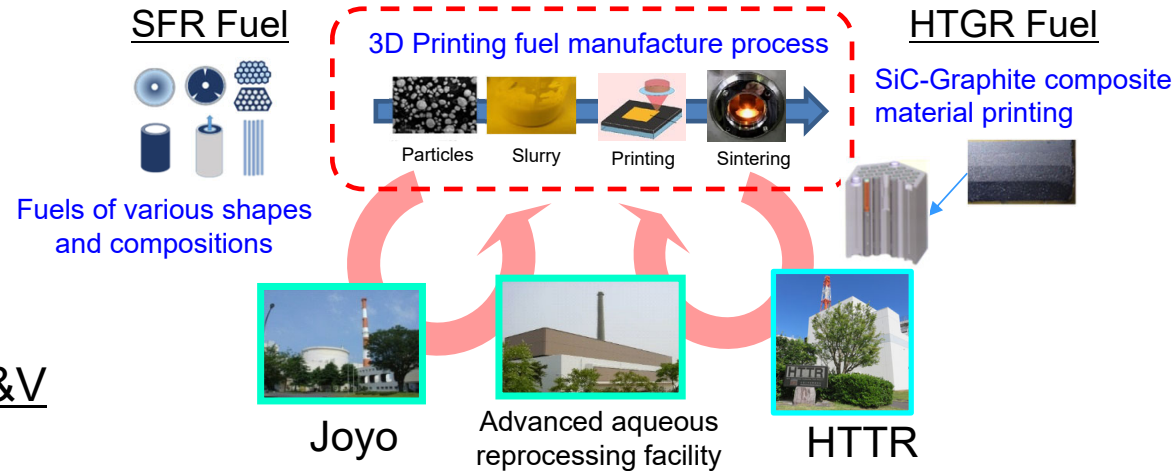 SFR Fuel
3D Printing fuel manufacture process
HTGR Fuel
SiC-Graphite composite
material printing
Particles
Slurry
Printing
Sintering
Fuels of various shapes
and compositions
HTTR
&V
Joyo
Advanced aqueous
reprocessing facility
HTTR